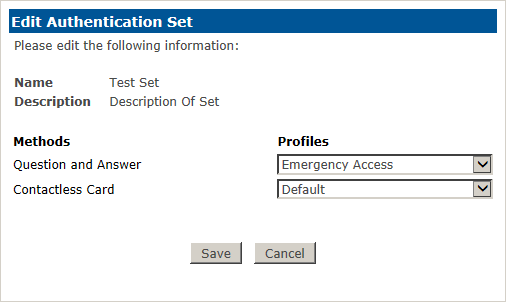 Edit Authentication Set
Please edit the following information:
Name Test Set
Description Description Of Set
Methods Profiles
Question and Answer Emergency Access
Contactless Card Default
Save Cancel